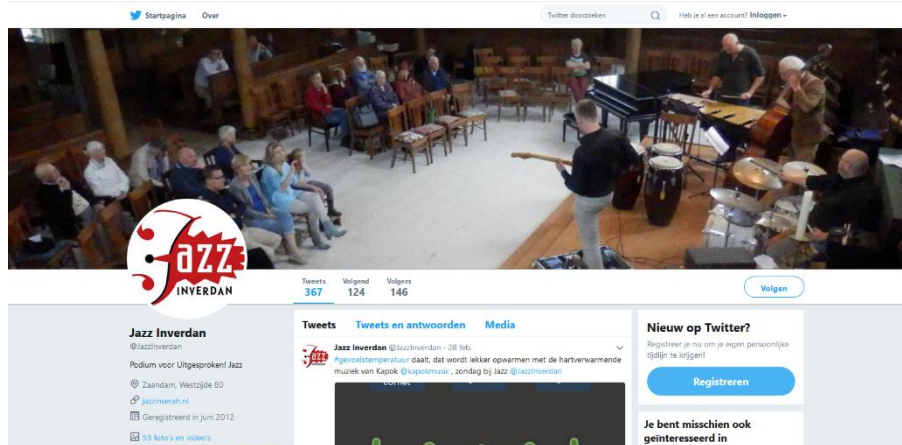 Startpagina Over Twitter doorzoeken Heb je al een account? Inloggen
Jazz
INVERDAN
Tweets Volgend Volgers
367 124 146
Volgen
Jazz Inverdan
@JazzInverdan
Podium voor Uitgesproken! Jazz
Zaandam, Westzijde 80
jazzinserah.nl
Geregistreerd in juni 2012
53 foto's en video's
Tweets Tweets en antwoorden Media
Jazz Inverdan @JazzInverdan · 28 feb.
#gevoelstemperatuur daalt, dat wordt lekker opwarmen met de hartverwarmende
muziek van Kapok @kapokmusic , zondag bij Jazz @JazzInverdan
Nieuw op Twitter?
Registreer je nu om je eigen persoonlijke
tijdlijn te krijgen!
Registreren
Je bent misschien ook
geïnteresseerd in